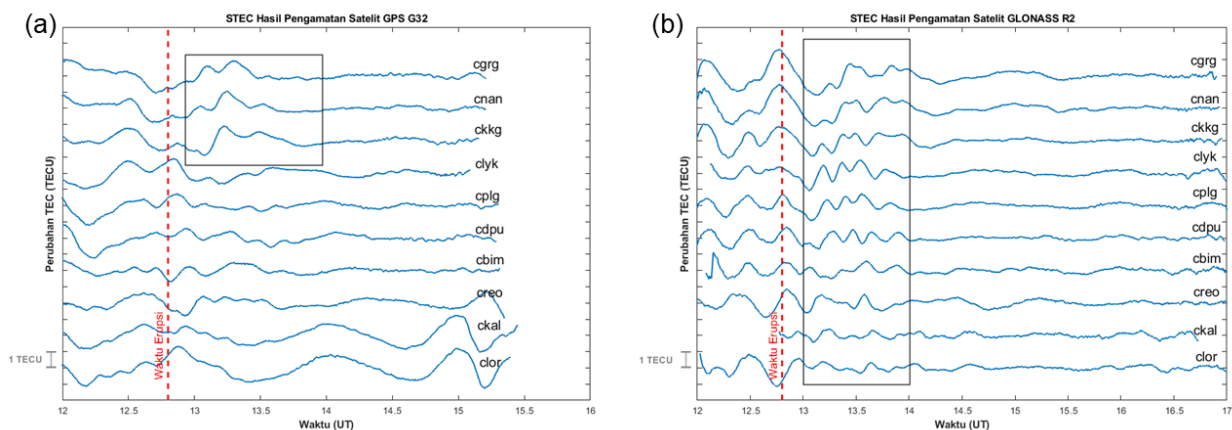 (a)
STEC Hasil Pengamatan Satelit GPS G32
cgrg
cnan
ckkg
clyk
cplg
cdpu
cbim
creo
ckal
clor
Perubahan TEC (TECU)
1 TECU
Waktu Erupsi
12 12.5 13 13.5 14 14.5 15 15.5 16
Waktu (UT)
(b)
STEC Hasil Pengamatan Satelit GLONASS R2
cgrg
cnan
ckkg
clyk
cplg
cdpu
cbim
creo
ckal
clor
Perubahan TEC (TECU)
1 TECU
Waktu Erupsi
12 12.5 13 13.5 14 14.5 15 15.5 16 16.5 17
Waktu (UT)